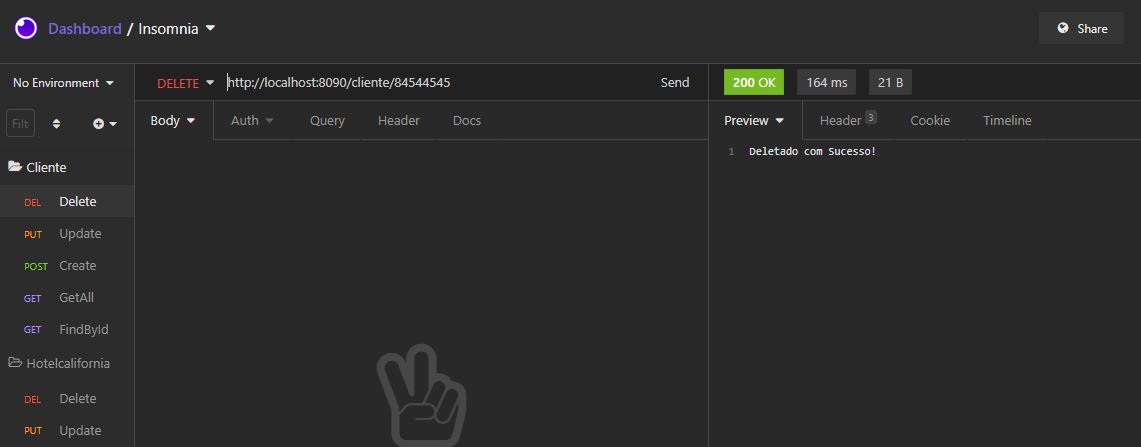 Dashboard / Insomnia
Share
No Environment
DELETE http://localhost:8090/cliente/84544545 Send
200 OK 164 ms 21 B
Filt
Body Auth Query Header Docs
Preview Header 3 Cookie Timeline
1 Deletado com Sucesso!
Cliente
DEL Delete
PUT Update
POST Create
GET GetAll
GET FindById
Hotelcalifornia
DEL Delete
PUT Update